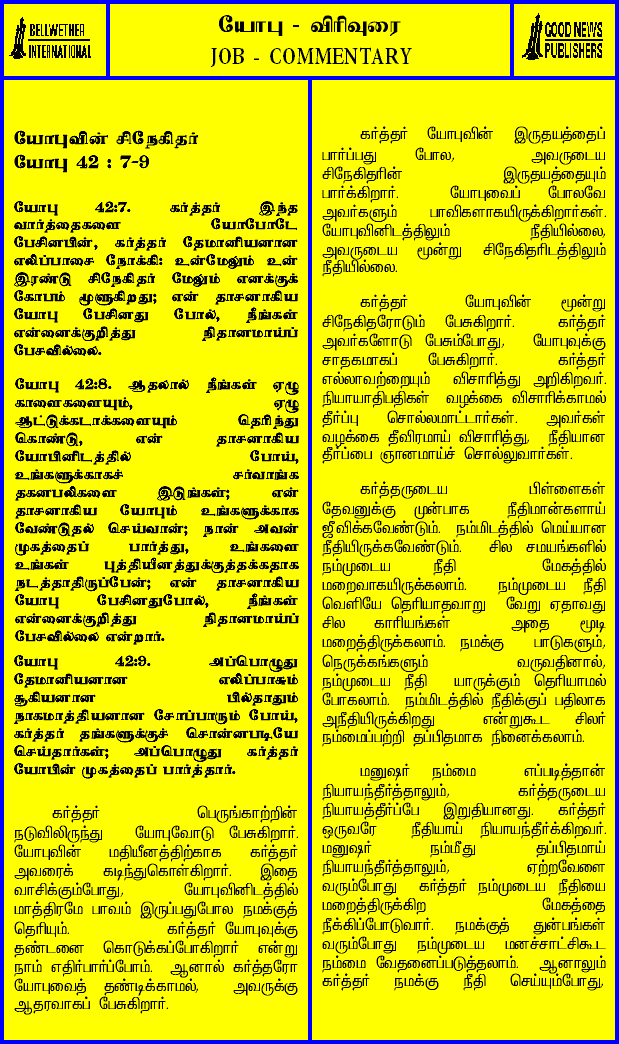 BELLWETHER
INTERNATIONAL
யோபு - விரிவுரை
JOB - COMMENTARY
GOOD NEWS
PUBLISHERS
யோபுவின் சிநேகிதர்
யோபு 42 : 7-9
யோபு 42:7. கர்த்தர் இந்த
வார்த்தைகளை யோபோடே
பேசினபின், கர்த்தர் தேமானியனான
எலிப்பாசை நோக்கி: உன்மேலும் உன்
இரண்டு சிநேகிதர் மேலும் எனக்குக்
கோபம் மூளுகிறது; என் தாசனாகிய
யோபு பேசினது போல், நீங்கள்
என்னைக்குறித்து நிதானமாய்ப்
பேசவில்லை.
யோபு 42:8. ஆதலால் நீங்கள் ஏழு
காளைகளையும், ஏழு
ஆட்டுக்கடாக்களையும் தெரிந்து
கொண்டு, என் தாசனாகிய
யோபினிடத்தில் போய்,
உங்களுக்காகச் சர்வாங்க
தகனபலிகளை இடுங்கள்; என்
தாசனாகிய யோபும் உங்களுக்காக
வேண்டுதல் செய்வான்; நான் அவன்
முகத்தைப் பார்த்து, உங்களை
உங்கள் புத்தியீனத்துக்குத்தக்கதாக
நடத்தாதிருப்பேன்; என் தாசனாகிய
யோபு பேசினதுபோல், நீங்கள்
என்னைக்குறித்து நிதானமாய்ப்
பேசவில்லை என்றார்.
யோபு 42:9. அப்பொழுது
தேமானியனான எலிப்பாசும்
சூகியனான பில்தாதும்
நாகமாத்தியனான சோப்பாரும் போய்,
கர்த்தர் தங்களுக்குச் சொன்னபடியே
செய்தார்கள்; அப்பொழுது கர்த்தர்
யோபின் முகத்தைப் பார்த்தார்.
கர்த்தர் பெருங்காற்றின்
நடுவிலிருந்து யோபுவோடு பேசுகிறார்.
யோபுவின் மதியீனத்திற்காக கர்த்தர்
அவரைக் கடிந்துகொள்கிறார். இதை
வாசிக்கும்போது, யோபுவினிடத்தில்
மாத்திரமே பாவம் இருப்பதுபோல நமக்குத்
தெரியும். கர்த்தர் யோபுவுக்கு
தண்டனை கொடுக்கப்போகிறார் என்று
நாம் எதிர்பார்ப்போம். ஆனால் கர்த்தரோ
யோபுவைத் தண்டிக்காமல், அவருக்கு
ஆதரவாகப் பேசுகிறார்.
கர்த்தர் யோபுவின் இருதயத்தைப்
பார்ப்பது போல, அவருடைய
சிநேகிதரின் இருதயத்தையும்
பார்க்கிறார். யோபுவைப் போலவே
அவர்களும் பாவிகளாகயிருக்கிறார்கள்.
யோபுவினிடத்திலும் நீதியில்லை,
அவருடைய மூன்று சிநேகிதரிடத்திலும்
நீதியில்லை.
கர்த்தர் யோபுவின் மூன்று
சிநேகிதரோடும் பேசுகிறார். கர்த்தர்
அவர்களோடு பேசும்போது, யோபுவுக்கு
சாதகமாகப் பேசுகிறார். கர்த்தர்
எல்லாவற்றையும் விசாரித்து அறிகிறவர்.
நியாயாதிபதிகள் வழக்கை விசாரிக்காமல்
தீர்ப்பு சொல்லமாட்டார்கள். அவர்கள்
வழக்கை தீவிரமாய் விசாரித்து, நீதியான
தீர்ப்பை ஞானமாய்ச் சொல்லுவார்கள்.
கர்த்தருடைய பிள்ளைகள்
தேவனுக்கு முன்பாக நீதிமான்களாய்
ஜீவிக்கவேண்டும். நம்மிடத்தில் மெய்யான
நீதியிருக்கவேண்டும். சில சமயங்களில்
நம்முடைய நீதி மேகத்தில்
மறைவாகயிருக்கலாம். நம்முடைய நீதி
வெளியே தெரியாதவாறு வேறு ஏதாவது
சில காரியங்கள் அதை மூடி
மறைத்திருக்கலாம். நமக்கு பாடுகளும்,
நெருக்கங்களும் வருவதினால்,
நம்முடைய நீதி யாருக்கும் தெரியாமல்
போகலாம். நம்மிடத்தில் நீதிக்குப் பதிலாக
அநீதியிருக்கிறது என்றுகூட சிலர்
நம்மைப்பற்றி தப்பிதமாக நினைக்கலாம்.
மனுஷர் நம்மை எப்படித்தான்
நியாயந்தீர்த்தாலும், கர்த்தருடைய
நியாயத்தீர்ப்பே இறுதியானது. கர்த்தர்
ஒருவரே நீதியாய் நியாயந்தீர்க்கிறவர்.
மனுஷர் நம்மீது தப்பிதமாய்
நியாயந்தீர்த்தாலும், ஏற்றவேளை
வரும்போது கர்த்தர் நம்முடைய நீதியை
மறைத்திருக்கிற மேகத்தை
நீக்கிப்போடுவார். நமக்குத் துன்பங்கள்
வரும்போது நம்முடைய மனச்சாட்சிகூட
நம்மை வேதனைப்படுத்தலாம். ஆனாலும்
கர்த்தர் நமக்கு நீதி செய்யும்போது,